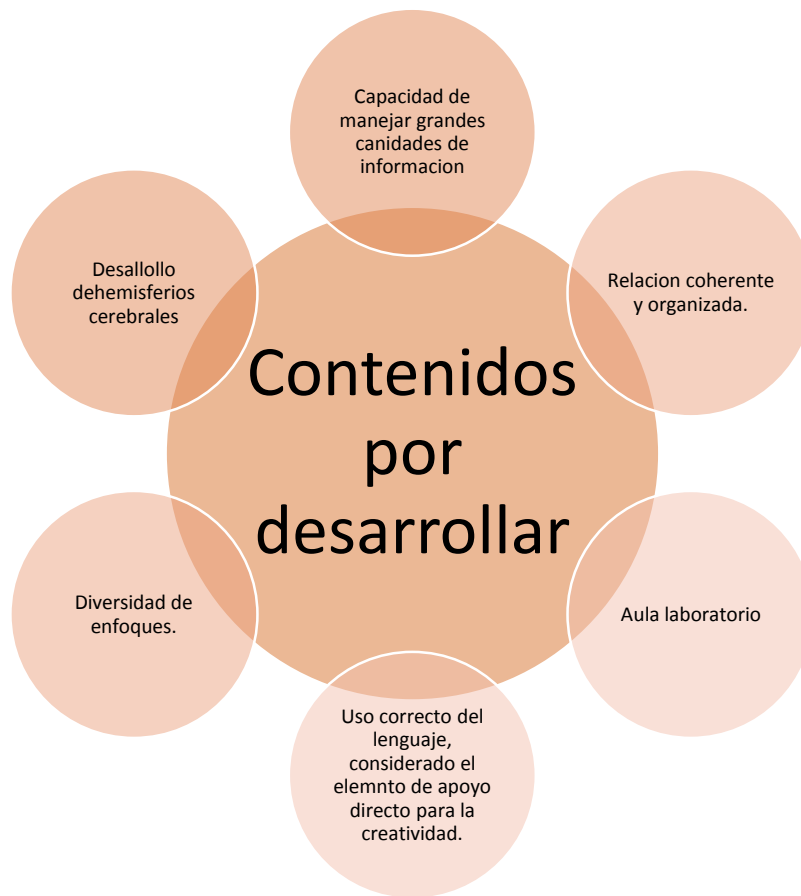 Capacidad de
manejar grandes
canidades de
informacion
Relacion coherente
y organizada.
Aula laboratorio
Uso correcto del
lenguaje,
considerado el
elemnto de apoyo
directo para la
creatividad.
Diversidad de
enfoques.
Desallollo
dehemisferios
cerebrales
Contenidos
por
desarrollar